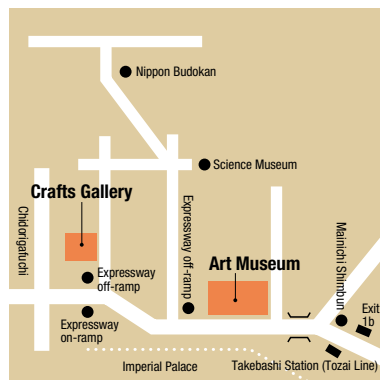 Nippon Budokan
Science Museum
Crafts Gallery
Chidorigafuchi
Expressway off-ramp
Art Museum
Mainichi Shimbun
Expressway
off-ramp
Exit
1b
Expressway
on-ramp
Imperial Palace
Takebashi Station (Tozai Line)